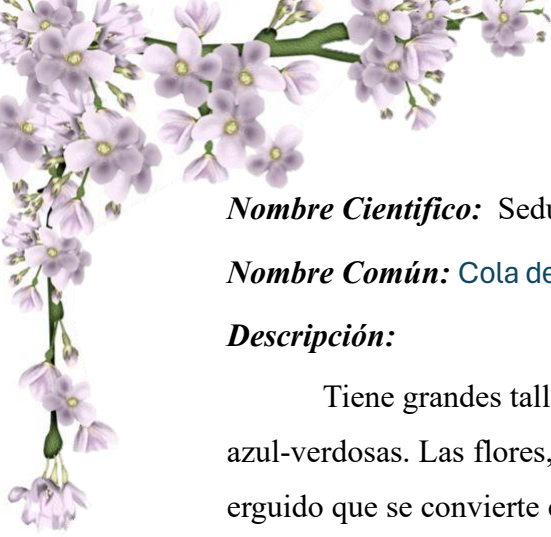 Nombre Cientifico: Sedu
Nombre Común: Cola de
Descripción:
Tiene grandes tall
azul-verdosas. Las flores,
erguido que se convierte